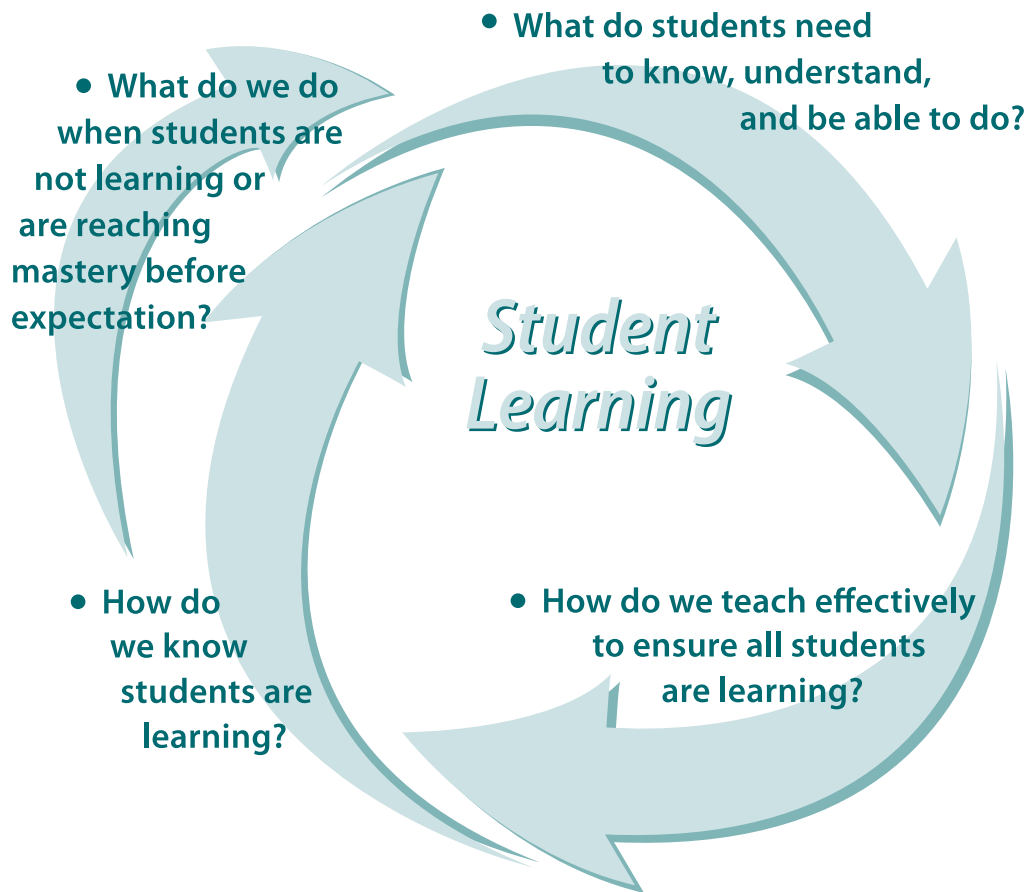 • What do students need
to know, understand,
and be able to do?
• How do we teach effectively
to ensure all students
are learning?
• How do
we know
students are
learning?
• What do we do
when students are
not learning or
are reaching
mastery before
expectation?
Student
Learning